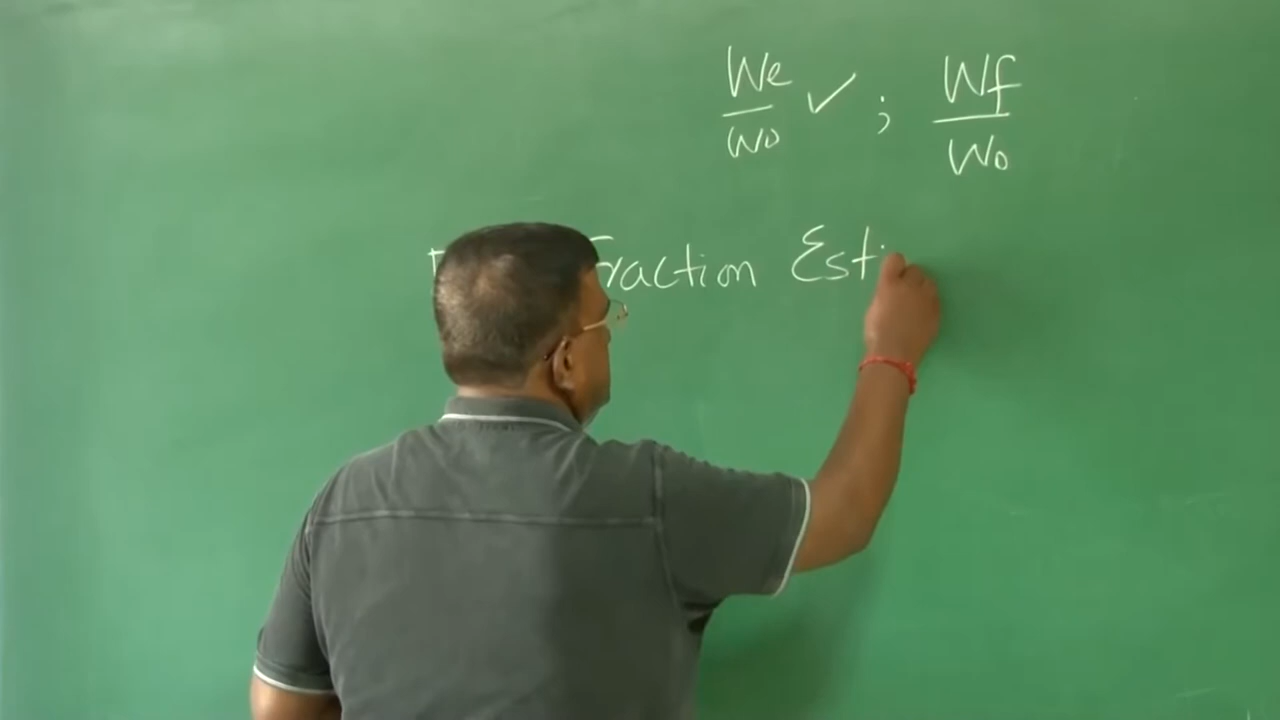 We/Wo ✓ ; Wf/Wo
Fraction Esti